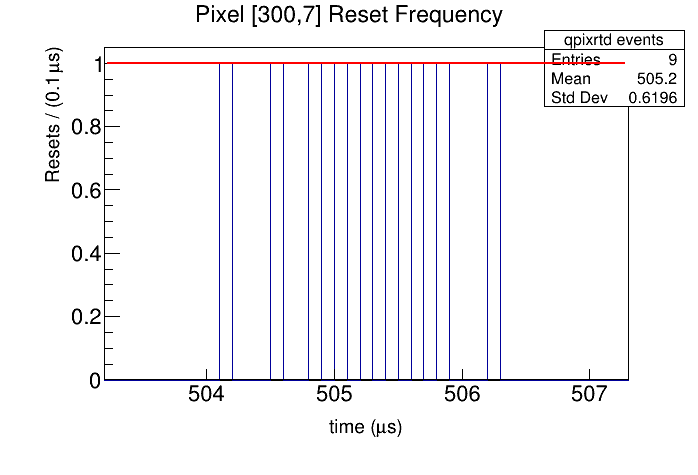 Pixel [300,7] Reset Frequency
qpixrtd events
Entries 9
Mean 505.2
Std Dev 0.6196
Resets / (0.1 μs)
1
0.8
0.6
0.4
0.2
0
504 505 506 507
time (μs)